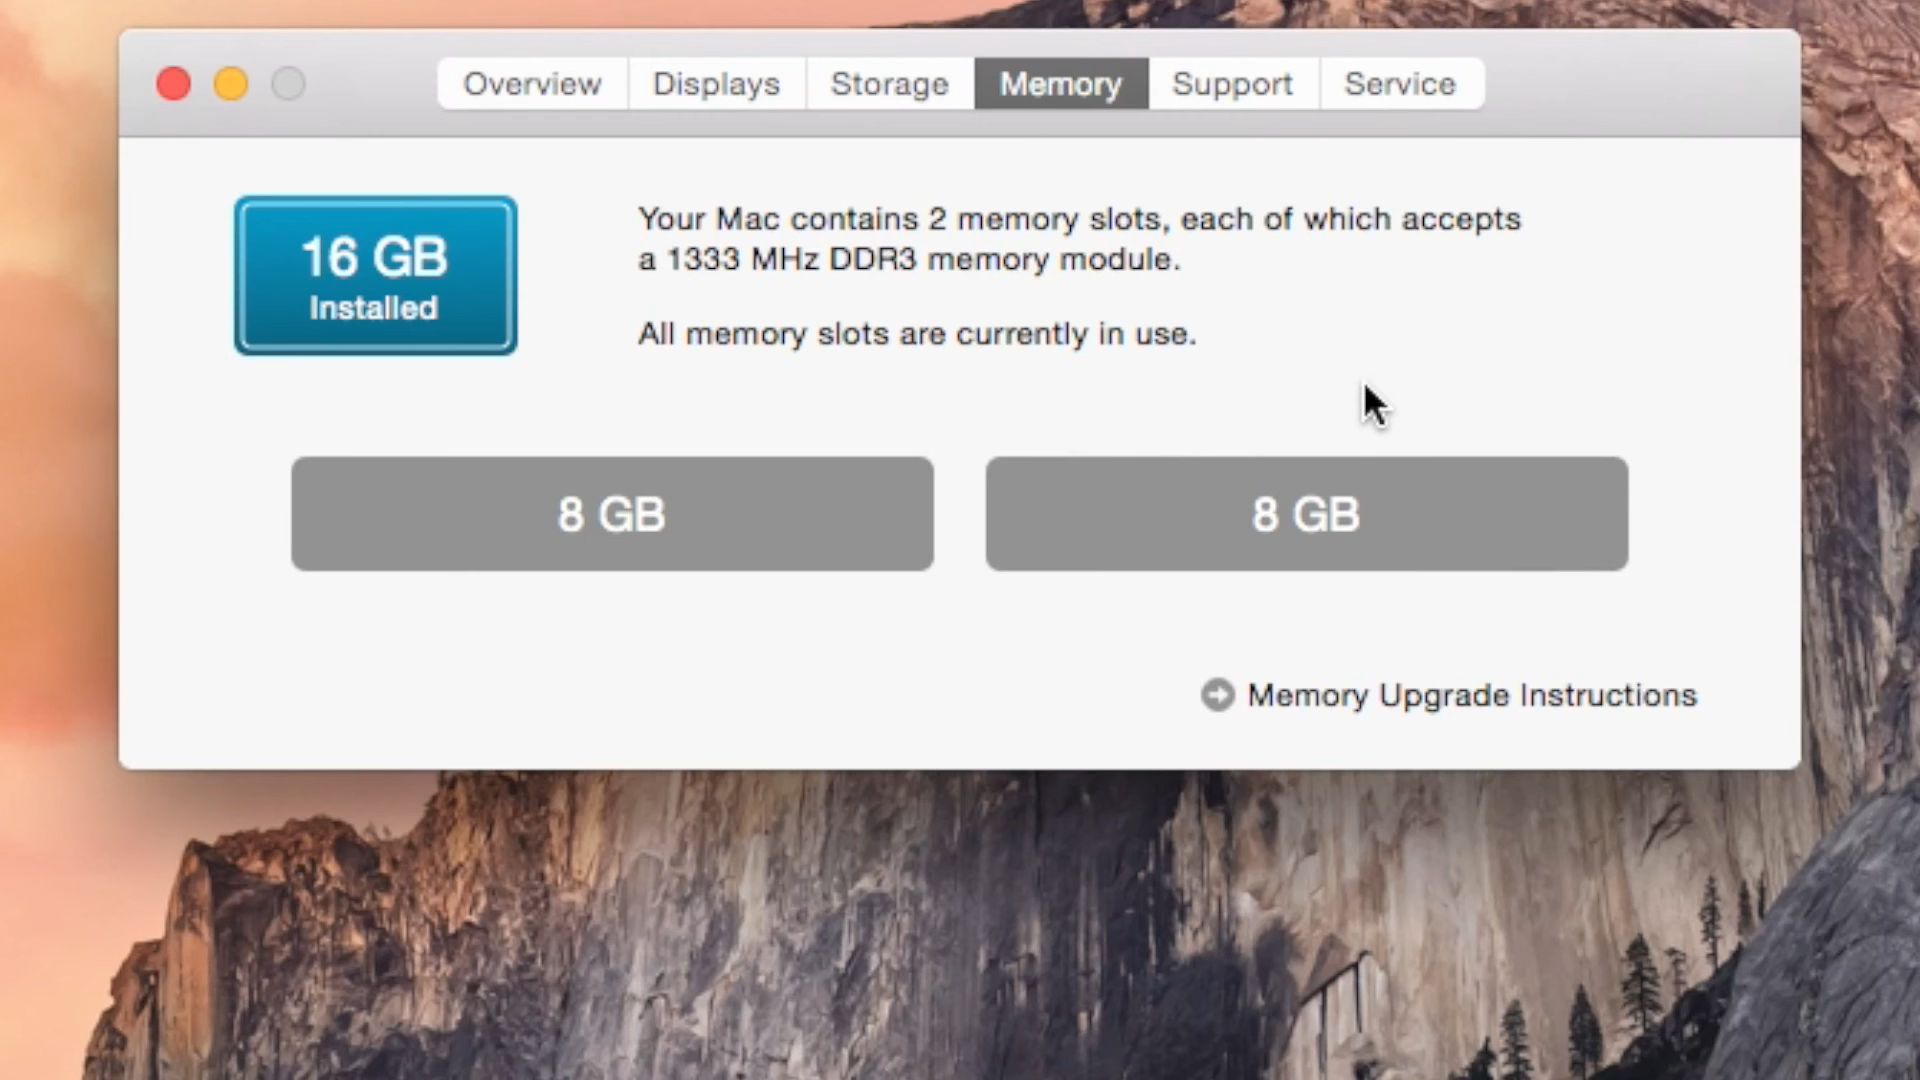 Overview Displays Storage Memory Support Service
16 GB
Installed
Your Mac contains 2 memory slots, each of which accepts
a 1333 MHz DDR3 memory module.
All memory slots are currently in use.
8 GB 8 GB
Memory Upgrade Instructions